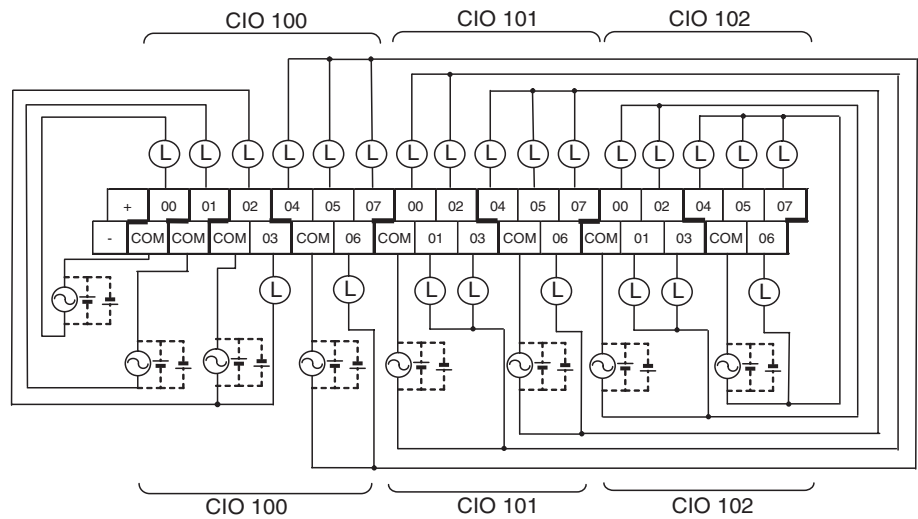 CIO 100 CIO 101 CIO 102
L L L L L L L L L L L L L L L L
+ 00 01 02 04 05 07 00 02 04 05 07 00 02 04 05 07
- COM COM COM 03 COM 06 COM 01 03 COM 06 COM 01 03 COM 06
L L L L L L L L
CIO 100 CIO 101 CIO 102